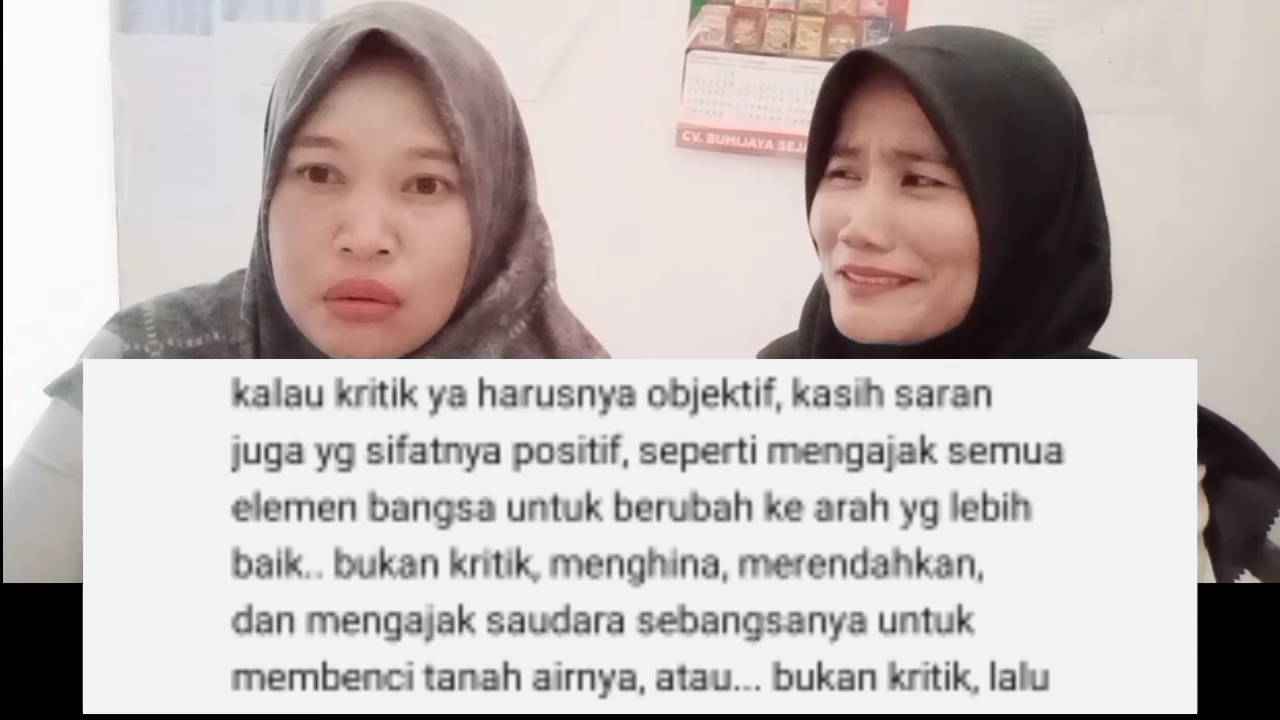 CV. BUMIJAYA
kalau kritik ya harusnya objektif, kasih saran
juga yg sifatnya positif, seperti mengajak semua
elemen bangsa untuk berubah ke arah yg lebih
baik.. bukan kritik, menghina, merendahkan,
dan mengajak saudara sebangsanya untuk
membenci tanah airnya, atau... bukan kritik, lalu